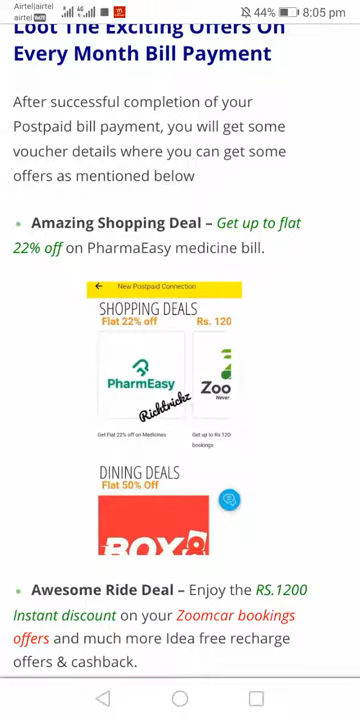 Airtel|airtel
airtel VoLTE
4G
44% 8:05 pm
Loot The Exciting Offers On
Every Month Bill Payment
After successful completion of your
Postpaid bill payment, you will get some
voucher details where you can get some
offers as mentioned below
Amazing Shopping Deal – Get up to flat
22% off on PharmaEasy medicine bill.
New Postpaid Connection
SHOPPING DEALS
Flat 22% off Rs. 120
PharmEasy
Zoo
Never
Richtrickz
Get Flat 22% off on Medicines
Get up to Rs 120
bookings
DINING DEALS
Flat 50% Off
BOX8
Awesome Ride Deal – Enjoy the RS.1200
Instant discount on your Zoomcar bookings
offers and much more Idea free recharge
offers & cashback.